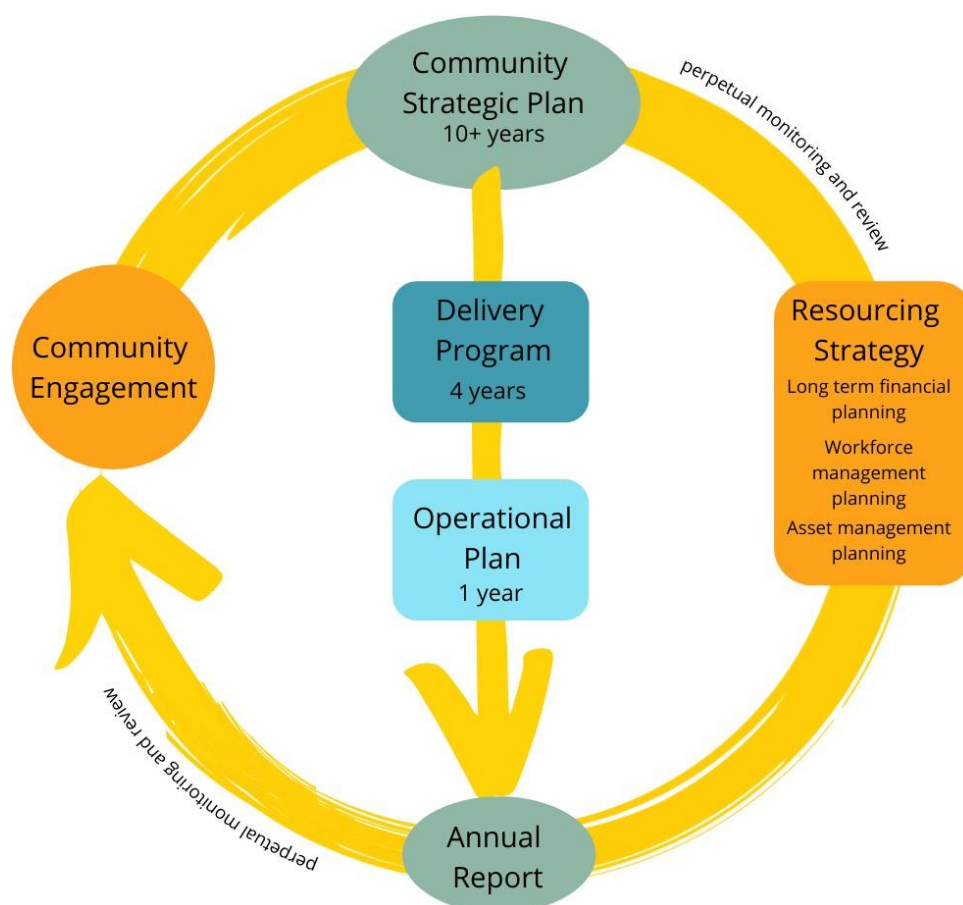 Community
Strategic Plan
10+ years
perpetual monitoring and review
Community
Engagement
Delivery
Program
4 years
Resourcing
Strategy
Long term financial
planning
Workforce
management
planning
Asset management
planning
Operational
Plan
1 year
perpetual monitoring and review
Annual
Report